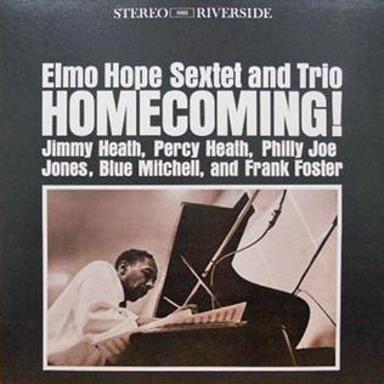 STEREO RIVERSIDE
Elmo Hope Sextet and Trio
HOMECOMING!
Jimmy Heath, Percy Heath, Philly Joe
Jones, Blue Mitchell, and Frank Foster